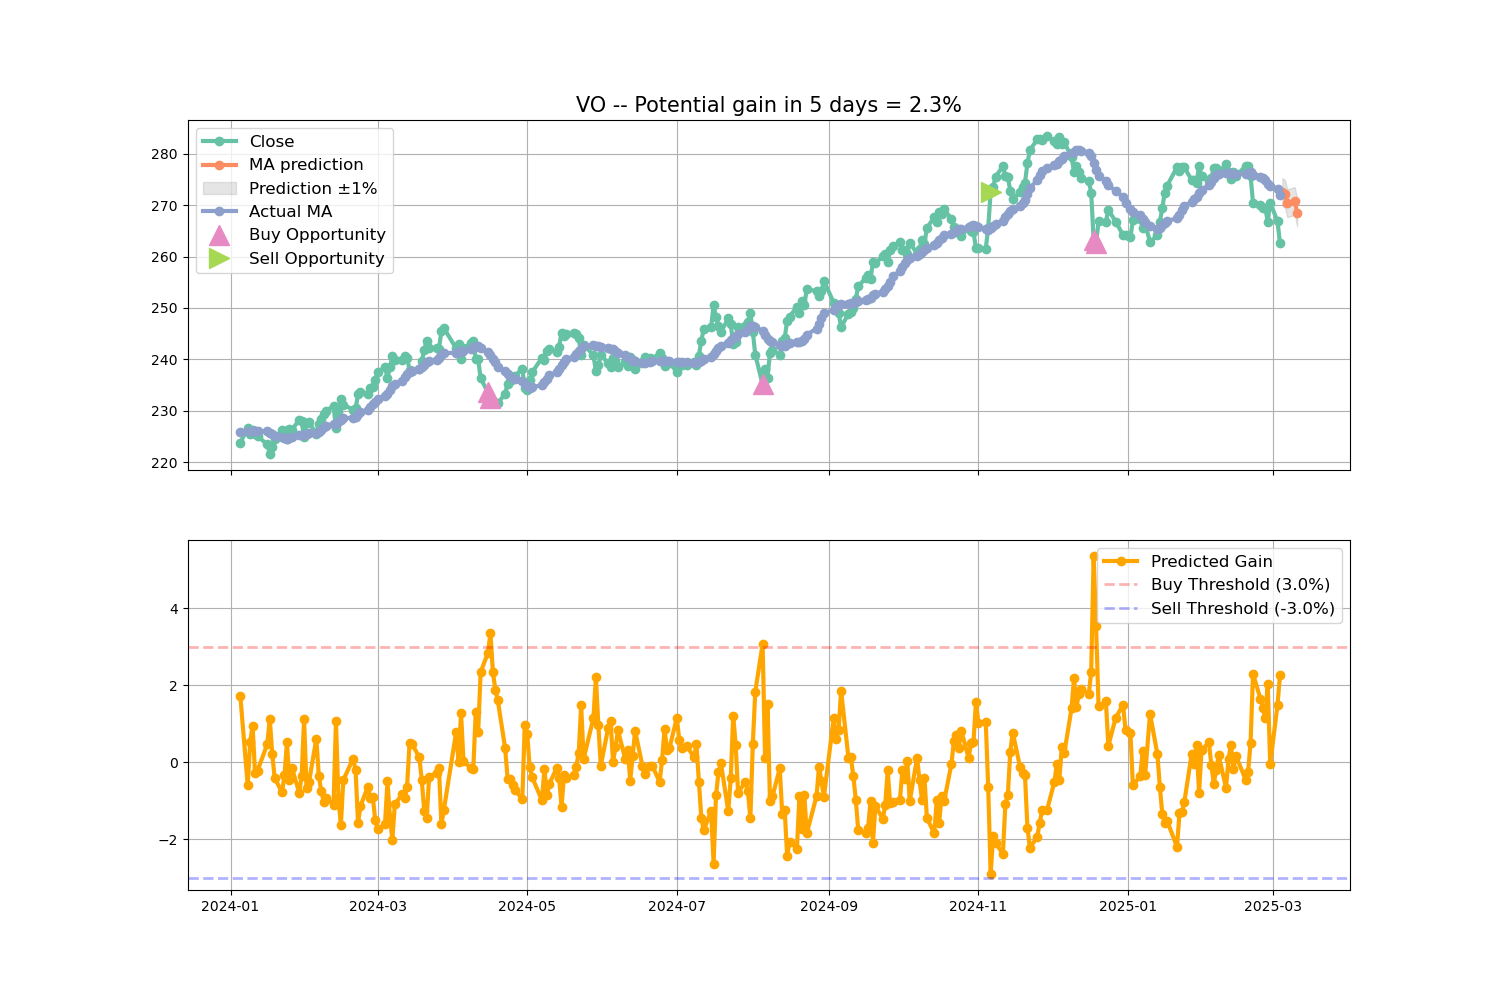 VO -- Potential gain in 5 days = 2.3%
Close
MA prediction
Prediction ±1%
Actual MA
Buy Opportunity
Sell Opportunity
280
270
260
250
240
230
220
Predicted Gain
Buy Threshold (3.0%)
Sell Threshold (-3.0%)
4
2
0
−2
2024-01 2024-03 2024-05 2024-07 2024-09 2024-11 2025-01 2025-03